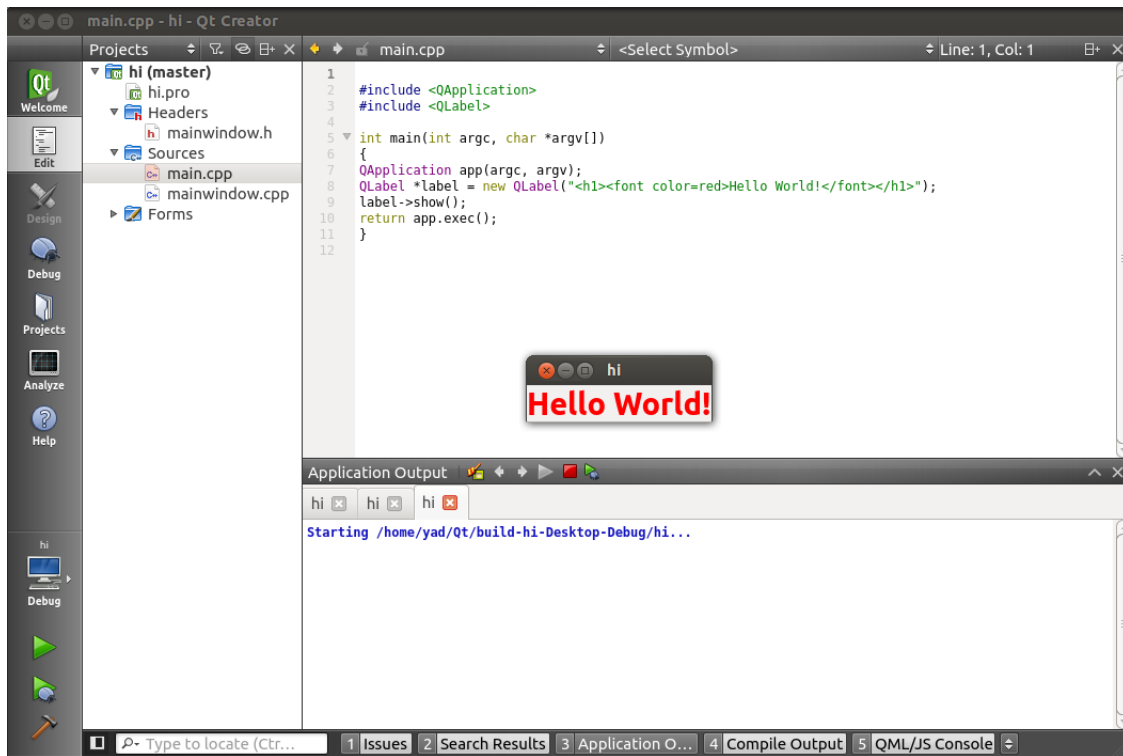 main.cpp - hi - Qt Creator
Projects
main.cpp
<Select Symbol>
Line: 1, Col: 1
Qt
Welcome
Edit
Design
Debug
Projects
Analyze
Help
hi
Debug
hi (master)
hi.pro
Headers
mainwindow.h
Sources
main.cpp
mainwindow.cpp
Forms
1
2 #include <QApplication>
3 #include <QLabel>
4
5 int main(int argc, char *argv[])
6 {
7 QApplication app(argc, argv);
8 QLabel *label = new QLabel("<h1><font color=red>Hello World!</font></h1>");
9 label->show();
10 return app.exec();
11 }
12
hi
Hello World!
Application Output
hi hi hi
Starting /home/yad/Qt/build-hi-Desktop-Debug/hi...
Type to locate (Ctr...
1 Issues 2 Search Results 3 Application O... 4 Compile Output 5 QML/JS Console